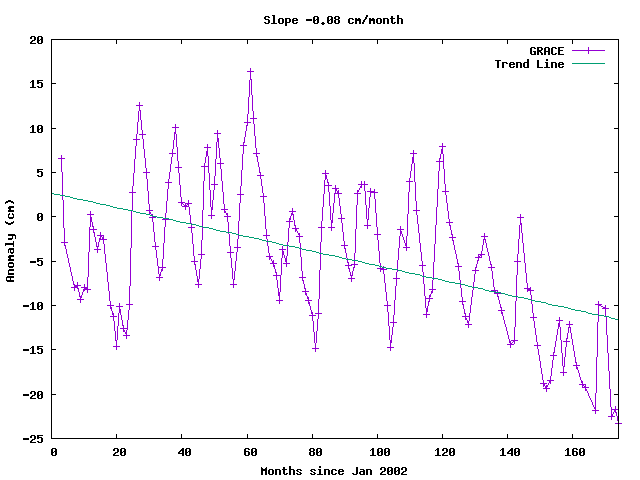 Slope -0.08 cm/month
GRACE
Trend Line
20
15
10
5
0
-5
-10
-15
-20
-25
Anomaly (cm)
0 20 40 60 80 100 120 140 160
Months since Jan 2002